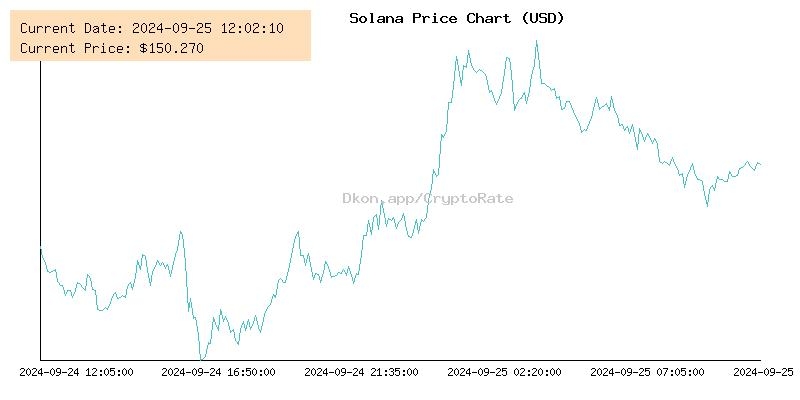 Solana Price Chart (USD)
Current Date: 2024-09-25 12:02:10
Current Price: $150.270
Dkon.app/CryptoRate
2024-09-24 12:05:00
2024-09-24 16:50:00
2024-09-24 21:35:00
2024-09-25 02:20:00
2024-09-25 07:05:00
2024-09-25